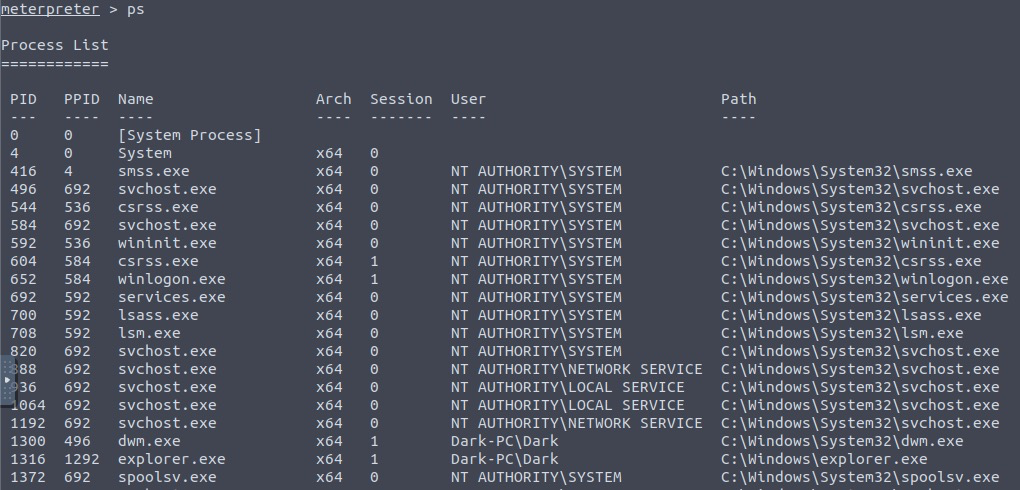 meterpreter > ps
Process List
============
PID PPID Name Arch Session User Path
--- ---- ---- ---- ------- ---- ----
0 0 [System Process]
4 0 System x64 0
416 4 smss.exe x64 0 NT AUTHORITY\SYSTEM C:\Windows\System32\smss.exe
496 692 svchost.exe x64 0 NT AUTHORITY\SYSTEM C:\Windows\System32\svchost.exe
544 536 csrss.exe x64 0 NT AUTHORITY\SYSTEM C:\Windows\System32\csrss.exe
584 692 svchost.exe x64 0 NT AUTHORITY\SYSTEM C:\Windows\System32\svchost.exe
592 536 wininit.exe x64 0 NT AUTHORITY\SYSTEM C:\Windows\System32\wininit.exe
604 584 csrss.exe x64 1 NT AUTHORITY\SYSTEM C:\Windows\System32\csrss.exe
652 584 winlogon.exe x64 1 NT AUTHORITY\SYSTEM C:\Windows\System32\winlogon.exe
692 592 services.exe x64 0 NT AUTHORITY\SYSTEM C:\Windows\System32\services.exe
700 592 lsass.exe x64 0 NT AUTHORITY\SYSTEM C:\Windows\System32\lsass.exe
708 592 lsm.exe x64 0 NT AUTHORITY\SYSTEM C:\Windows\System32\lsm.exe
820 692 svchost.exe x64 0 NT AUTHORITY\SYSTEM C:\Windows\System32\svchost.exe
692 svchost.exe x64 0 NT AUTHORITY\NETWORK SERVICE C:\Windows\System32\svchost.exe
692 svchost.exe x64 0 NT AUTHORITY\LOCAL SERVICE C:\Windows\System32\svchost.exe
1064 692 svchost.exe x64 0 NT AUTHORITY\LOCAL SERVICE C:\Windows\System32\svchost.exe
1192 692 svchost.exe x64 0 NT AUTHORITY\NETWORK SERVICE C:\Windows\System32\svchost.exe
1300 496 dwm.exe x64 1 Dark-PC\Dark C:\Windows\System32\dwm.exe
1316 1292 explorer.exe x64 1 Dark-PC\Dark C:\Windows\explorer.exe
1372 692 spoolsv.exe x64 0 NT AUTHORITY\SYSTEM C:\Windows\System32\spoolsv.exe